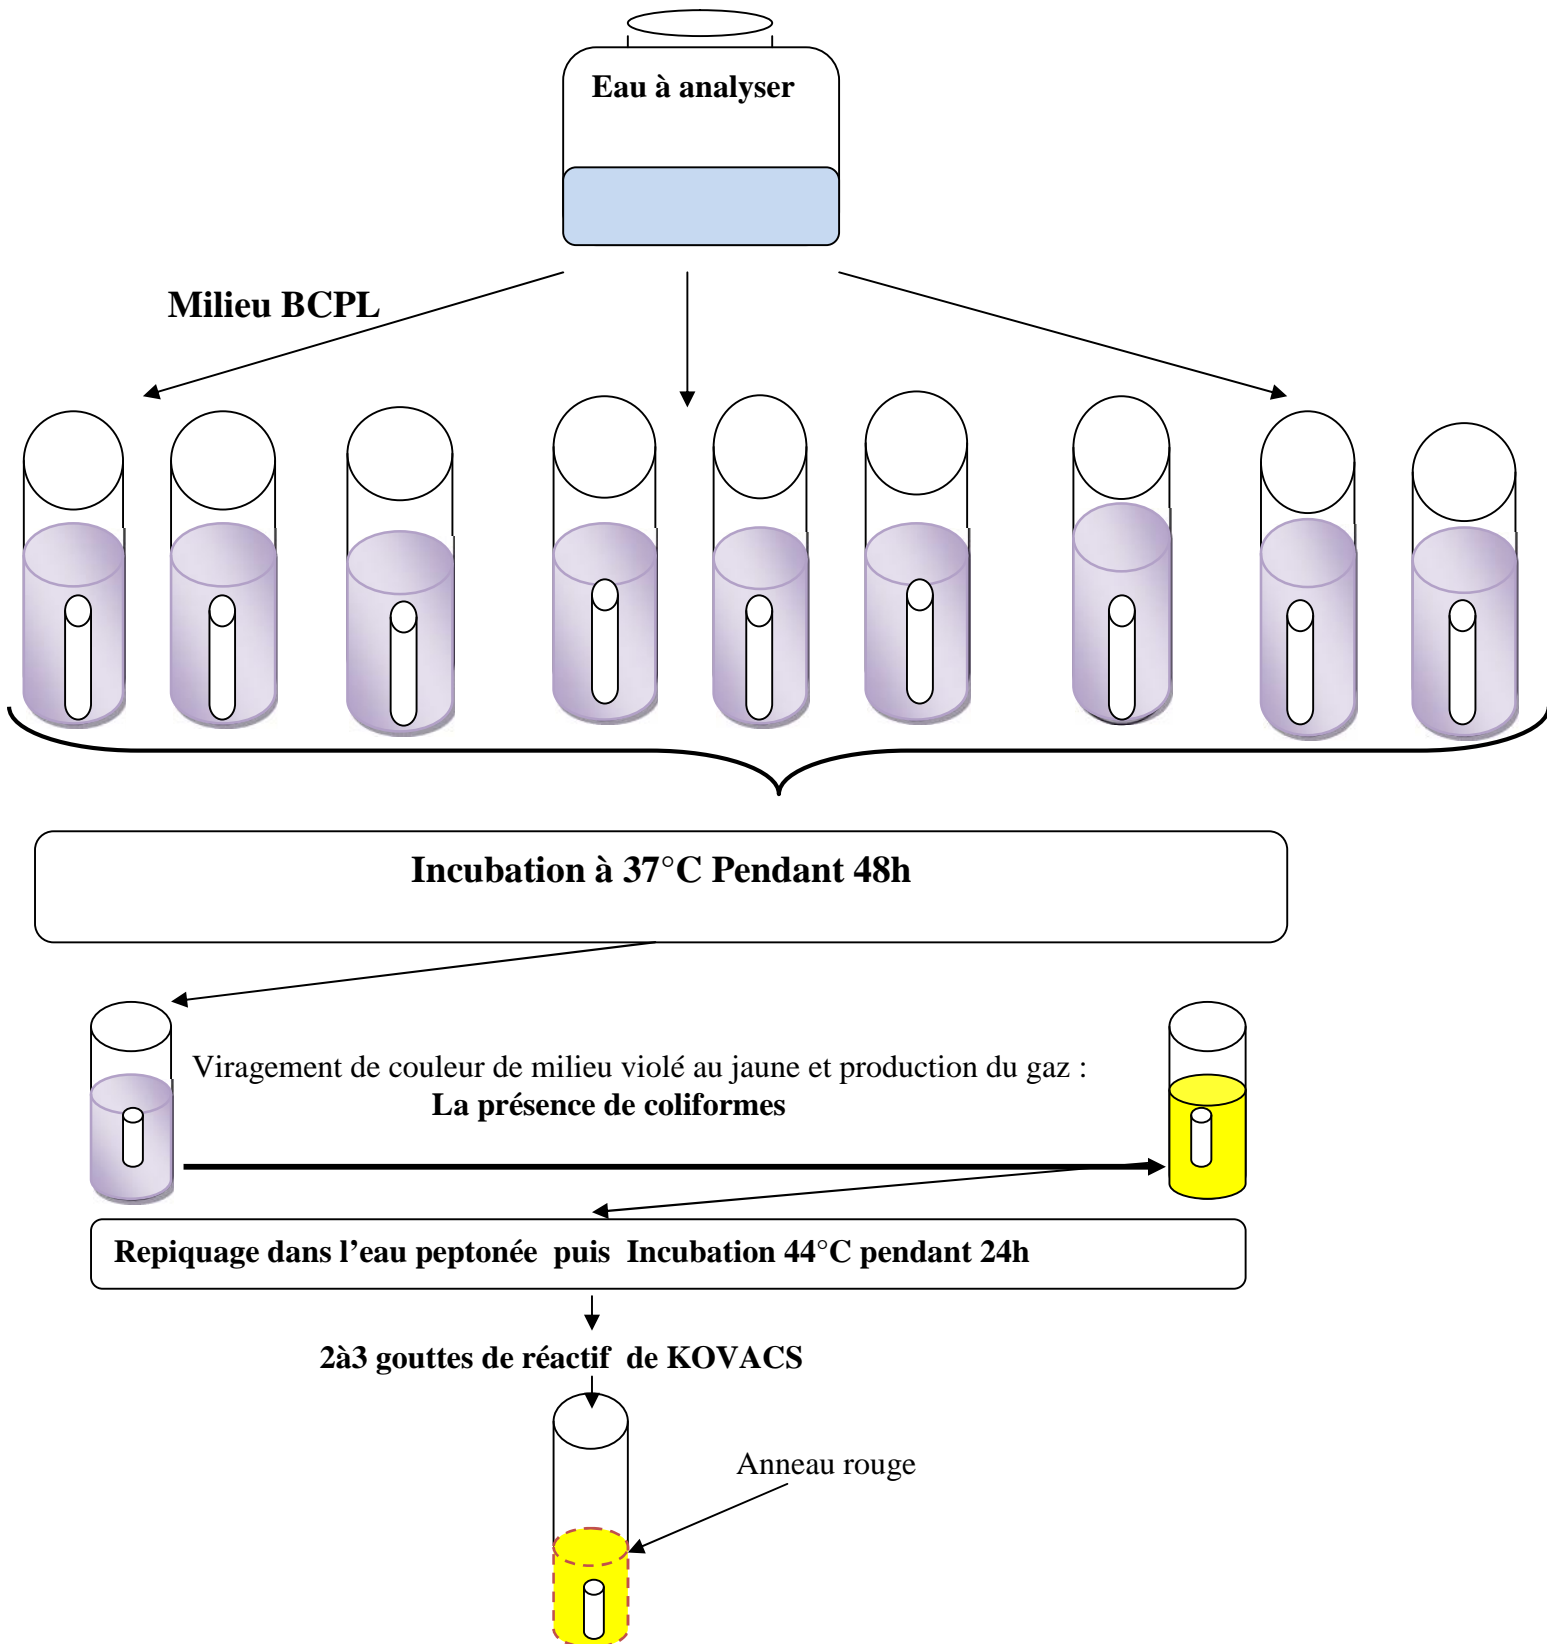 Eau à analyser
Milieu BCPL
Incubation à 37°C Pendant 48h
Viragement de couleur de milieu violé au jaune et production du gaz :
La présence de coliformes
Repiquage dans l’eau peptonée puis Incubation 44°C pendant 24h
2à3 gouttes de réactif de KOVACS
Anneau rouge